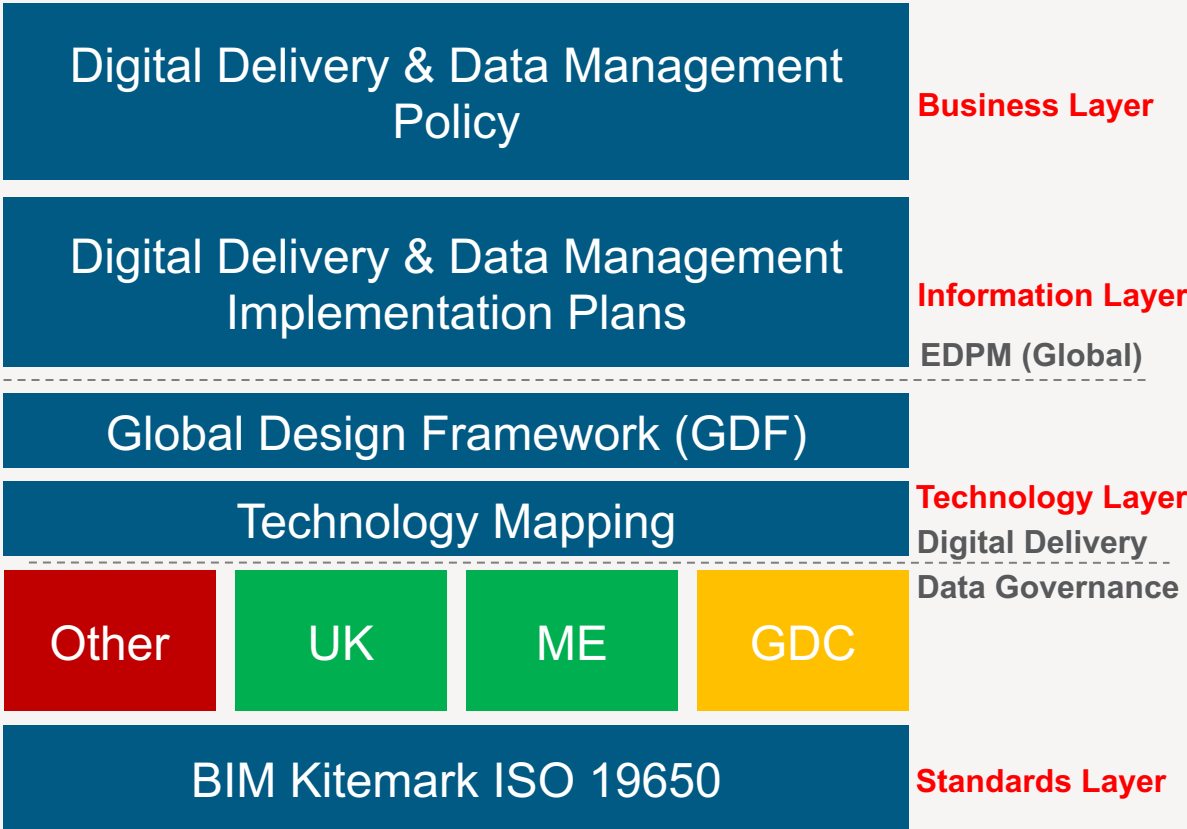 Digital Delivery & Data Management
Policy
Business Layer
Digital Delivery & Data Management
Implementation Plans
Information Layer
EDPM (Global)
Global Design Framework (GDF)
Technology Mapping
Technology Layer
Digital Delivery
Data Governance
Other
UK
ME
GDC
BIM Kitemark ISO 19650
Standards Layer